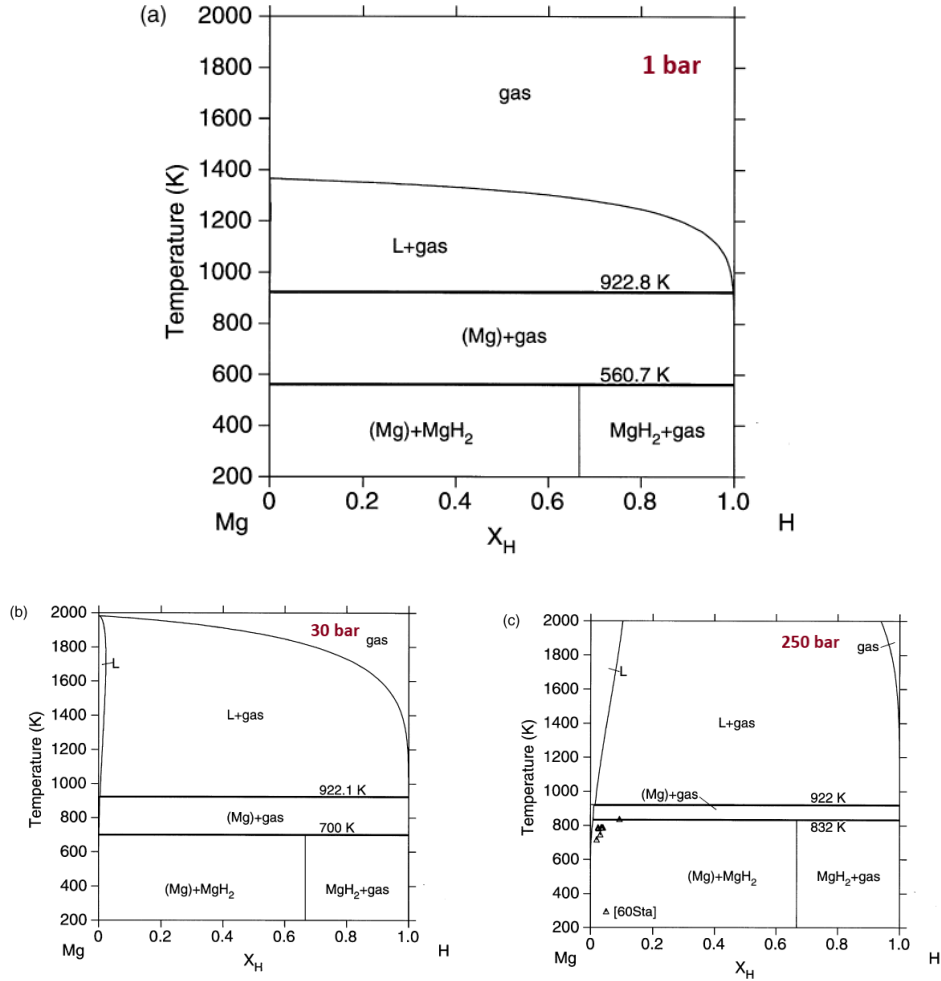 (a)
1 bar
2000
1800
1600
1400
1200
1000
800
600
400
200
Temperature (K)
gas
L+gas
922.8 K
(Mg)+gas
560.7 K
(Mg)+MgH₂
MgH₂+gas
0
0.2
0.4
0.6
0.8
1.0
Mg
X_H
H
(b)
30 bar
2000
1800
1600
1400
1200
1000
800
600
400
200
Temperature (K)
gas
L
L+gas
922.1 K
(Mg)+gas
700 K
(Mg)+MgH₂
MgH₂+gas
0
0.2
0.4
0.6
0.8
1.0
Mg
X_H
H
(c)
250 bar
2000
1800
1600
1400
1200
1000
800
600
400
200
Temperature (K)
gas
L
L+gas
(Mg)+gas
922 K
832 K
(Mg)+MgH₂
MgH₂+gas
[60Sta]
0
0.2
0.4
0.6
0.8
1.0
Mg
X_H
H